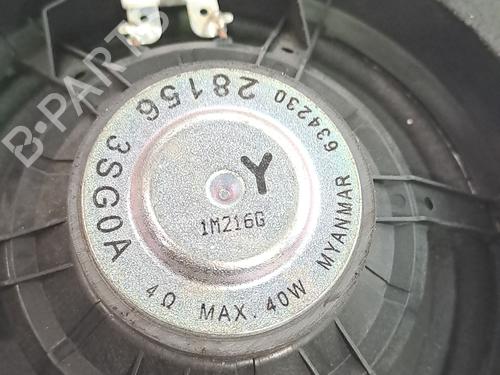 B-PARTS
28156 3SG0A
4Ω MAX. 40W MYANMAR 634230
Y
1M216G